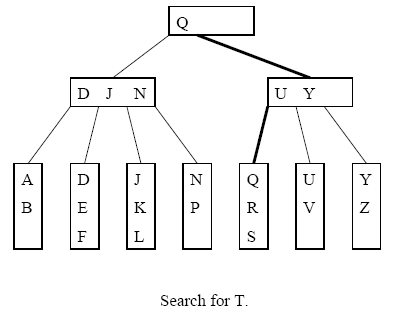 Q
D J N
U Y
A D J N Q U Y
B E K P R V Z
F L S
Search for T.